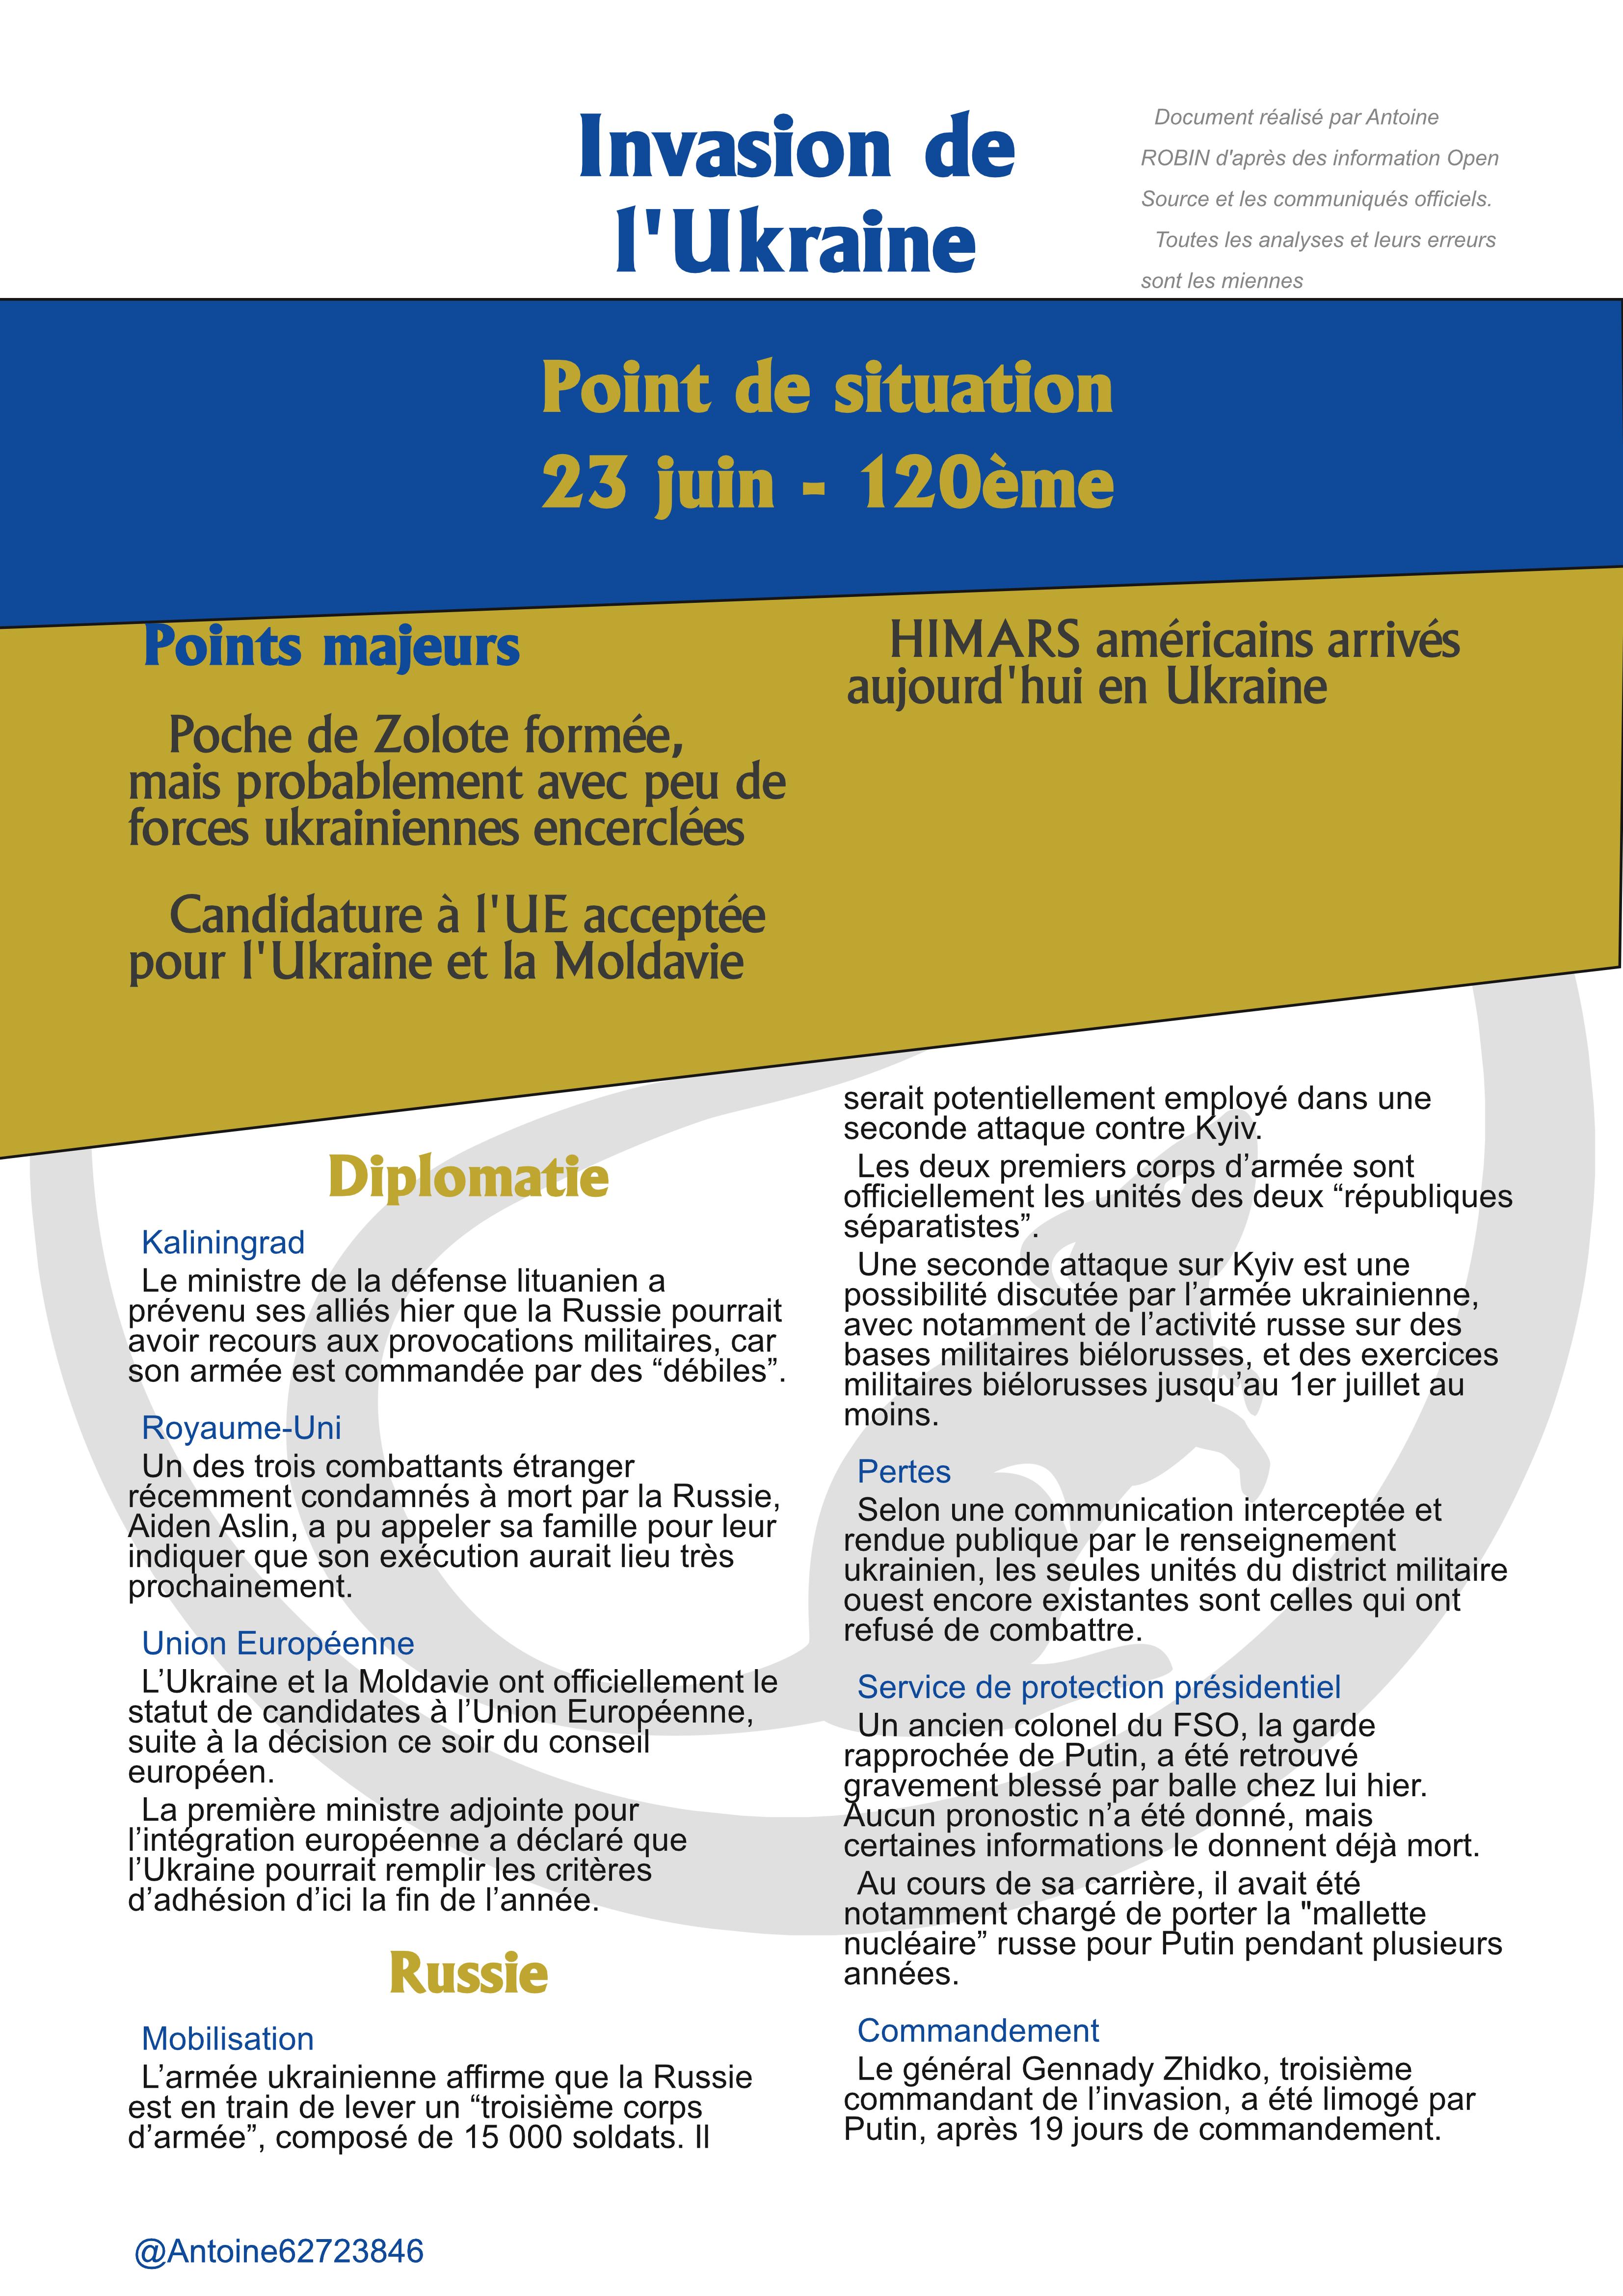 Invasion de
l'Ukraine
Document réalisé par Antoine
ROBIN d'après des information Open
Source et les communiqués officiels.
Toutes les analyses et leurs erreurs
sont les miennes
Point de situation
23 juin - 120ème
Points majeurs
Poche de Zolote formée,
mais probablement avec peu de
forces ukrainiennes encerclées
Candidature à l'UE acceptée
pour l'Ukraine et la Moldavie
HIMARS américains arrivés
aujourd'hui en Ukraine
Diplomatie
Kaliningrad
Le ministre de la défense lituanien a
prévenu ses alliés hier que la Russie pourrait
avoir recours aux provocations militaires, car
son armée est commandée par des “débiles”.
Royaume-Uni
Un des trois combattants étranger
récemment condamnés à mort par la Russie,
Aiden Aslin, a pu appeler sa famille pour leur
indiquer que son exécution aurait lieu très
prochainement.
Union Européenne
L’Ukraine et la Moldavie ont officiellement le
statut de candidates à l’Union Européenne,
suite à la décision ce soir du conseil
européen.
La première ministre adjointe pour
l’intégration européenne a déclaré que
l’Ukraine pourrait remplir les critères
d’adhésion d’ici la fin de l’année.
Russie
Mobilisation
L’armée ukrainienne affirme que la Russie
est en train de lever un “troisième corps
d’armée”, composé de 15 000 soldats. Il
serait potentiellement employé dans une
seconde attaque contre Kyiv.
Les deux premiers corps d’armée sont
officiellement les unités des deux “républiques
séparatistes”.
Une seconde attaque sur Kyiv est une
possibilité discutée par l’armée ukrainienne,
avec notamment de l’activité russe sur des
bases militaires biélorusses, et des exercices
militaires biélorusses jusqu’au 1er juillet au
moins.
Pertes
Selon une communication interceptée et
rendue publique par le renseignement
ukrainien, les seules unités du district militaire
ouest encore existantes sont celles qui ont
refusé de combattre.
Service de protection présidentiel
Un ancien colonel du FSO, la garde
rapprochée de Putin, a été retrouvé
gravement blessé par balle chez lui hier.
Aucun pronostic n’a été donné, mais
certaines informations le donnent déjà mort.
Au cours de sa carrière, il avait été
notamment chargé de porter la "mallette
nucléaire” russe pour Putin pendant plusieurs
années.
Commandement
Le général Gennady Zhidko, troisième
commandant de l’invasion, a été limogé par
Putin, après 19 jours de commandement.
@Antoine62723846